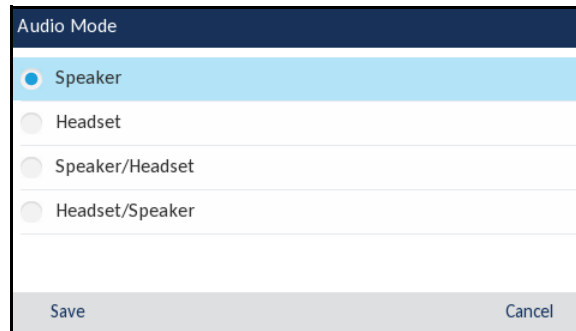 Audio Mode
Speaker
Headset
Speaker/Headset
Headset/Speaker
Save Cancel